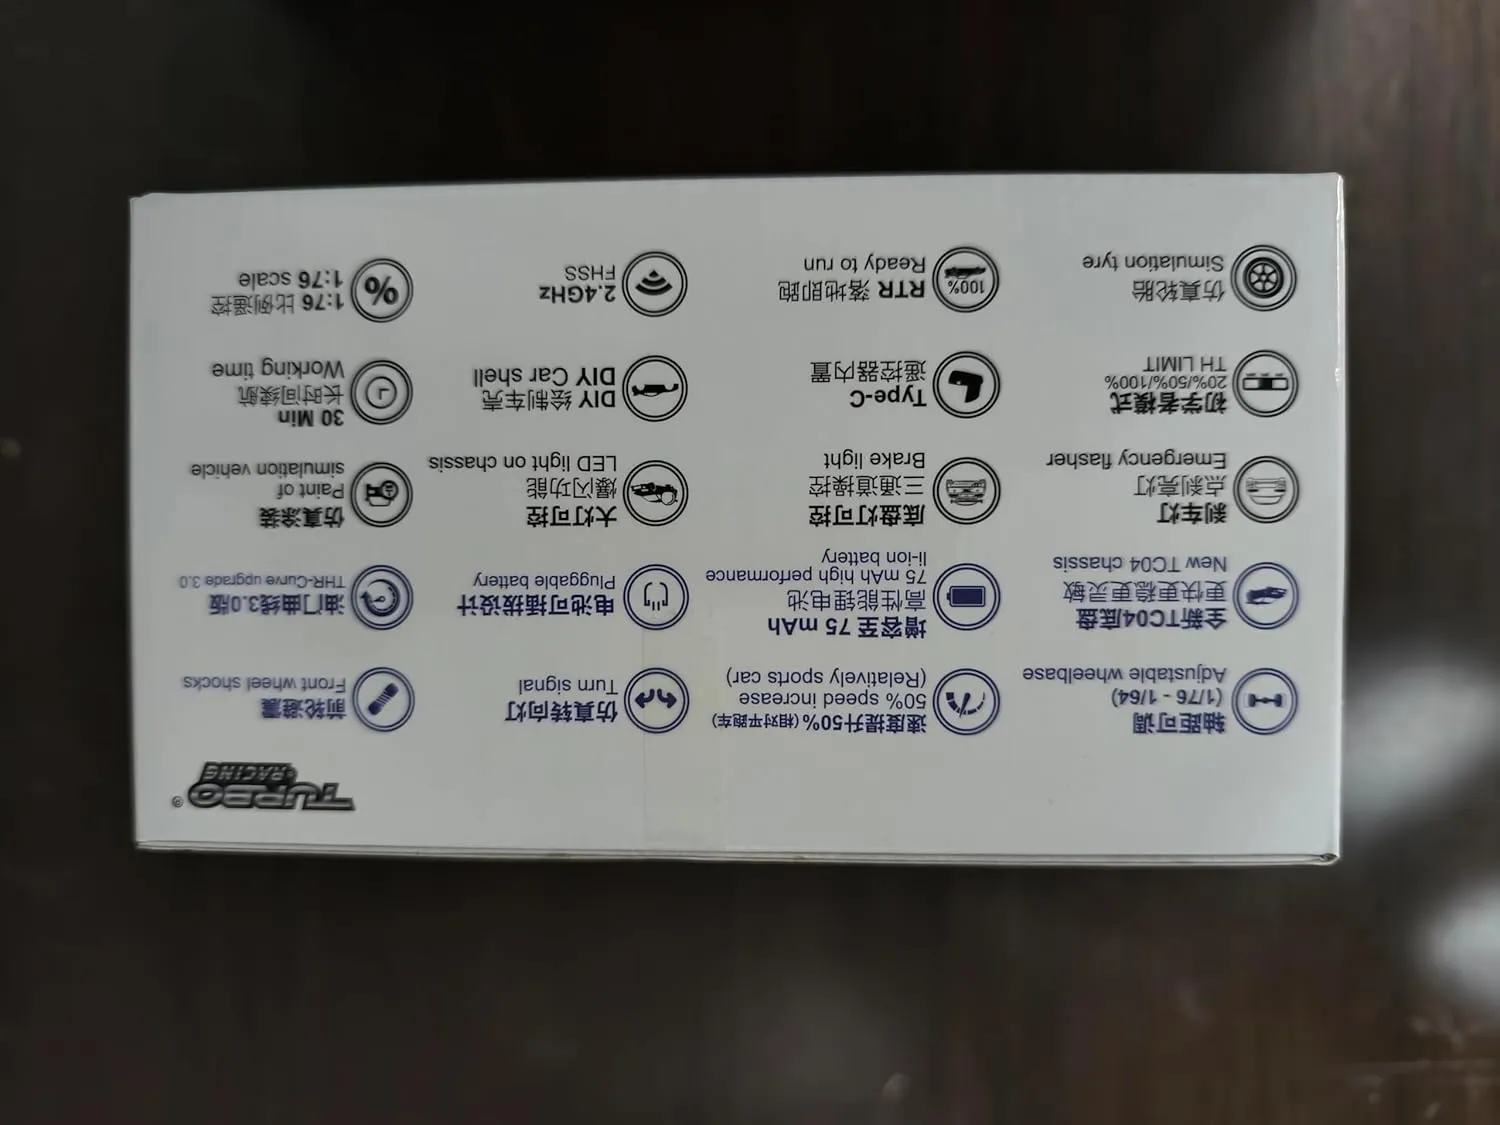 TURBO
RACING®
轴距可调
(1/76 - 1/64)
Adjustable wheelbase
速度提升50% (相对平跑车)
50% speed increase
(Relatively sports car)
仿真转向灯
Turn signal
前轮避震
Front wheel shocks
全新TC04底盘
更快更稳更灵敏
New TC04 chassis
增容至 75 mAh
高性能锂电池
75 mAh high performance
li-ion battery
电池可插拔设计
Pluggable battery
油门曲线3.0版
THR-Curve upgrade 3.0
刹车灯
点刹亮灯
Emergency flasher
底盘灯可控
三通道操控
Brake light
大灯可控
爆闪功能
LED light on chassis
仿真涂装
Paint of
simulation vehicle
初学者模式
20%/50%/100%
TH LIMIT
Type-C
遥控器内置
DIY 绘制车壳
DIY Car shell
30 Min
长时间续航
Working time
仿真轮胎
Simulation tyre
100%
RTR 落地即跑
Ready to run
2.4GHz
FHSS
%
1:76 比例遥控
1:76 scale